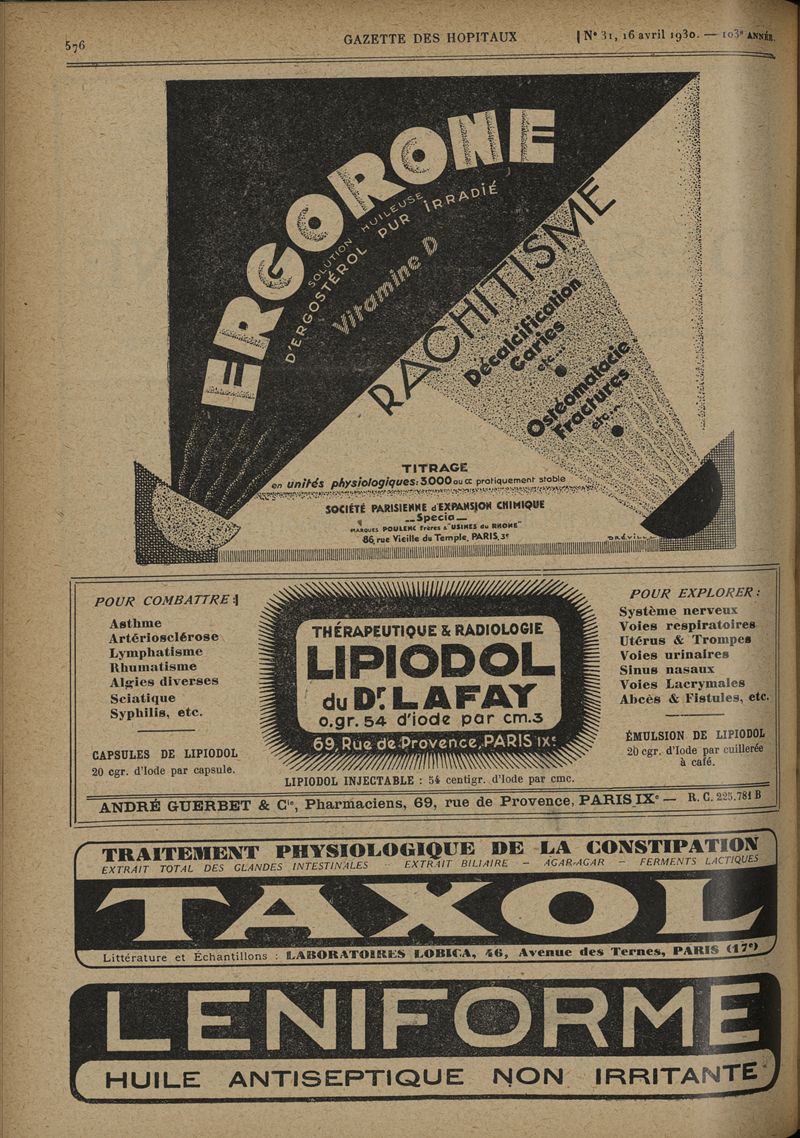 576
GAZETTE DES HOPITAUX
N° 31, 16 avril 1930. — 103e ANNÉE.
ERGORONE
SOLUTION HUILEUSE
D'ERGOSTÉROL PUR IRRADIÉ
Vitamine D
RACHITISME
Décalcification
Caries
etc...
Ostéomalacie
Fractures
etc...
TITRAGE
en unités physiologiques: 3000 au cc pratiquement stable
SOCIÉTÉ PARISIENNE d'EXPANSION CHIMIQUE
_Specia_
MARQUES POULENC Frères & "USINES du RHONE"
86, rue Vieille du Temple, PARIS, 3e
DRÉVILL
POUR COMBATTRE :
Asthme
Artériosclérose
Lymphatisme
Rhumatisme
Algies diverses
Sciatique
Syphilis, etc.
CAPSULES DE LIPIODOL
20 cgr. d'Iode par capsule.
THÉRAPEUTIQUE & RADIOLOGIE
LIPIODOL
du Dr. LAFAY
0.gr. 54 d'iode par cm.3
69, Rue de Provence, PARIS IXe
LIPIODOL INJECTABLE : 54 centigr. d'Iode par cmc.
POUR EXPLORER :
Système nerveux
Voies respiratoires
Utérus & Trompes
Voies urinaires
Sinus nasaux
Voies Lacrymales
Abcès & Fistules, etc.
ÉMULSION DE LIPIODOL
20 cgr. d'Iode par cuillerée
à café.
ANDRÉ GUERBET & Cie, Pharmaciens, 69, rue de Provence, PARIS IXe — R. C. 225.781 B
TRAITEMENT PHYSIOLOGIQUE DE LA CONSTIPATION
EXTRAIT TOTAL DES GLANDES INTESTINALES - EXTRAIT BILIAIRE - AGAR-AGAR - FERMENTS LACTIQUES
TAXOL
Littérature et Échantillons : LABORATOIRES LOBICA, 46, Avenue des Ternes, PARIS (17e)
LENIFORME
HUILE ANTISEPTIQUE NON IRRITANTE